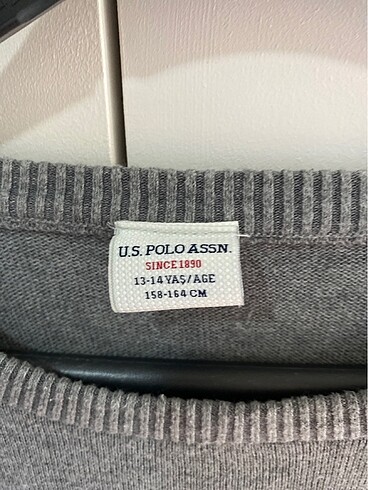 U.S. POLO ASSN.
SINCE 1890
13-14 YAŞ/AGE
158-164 CM